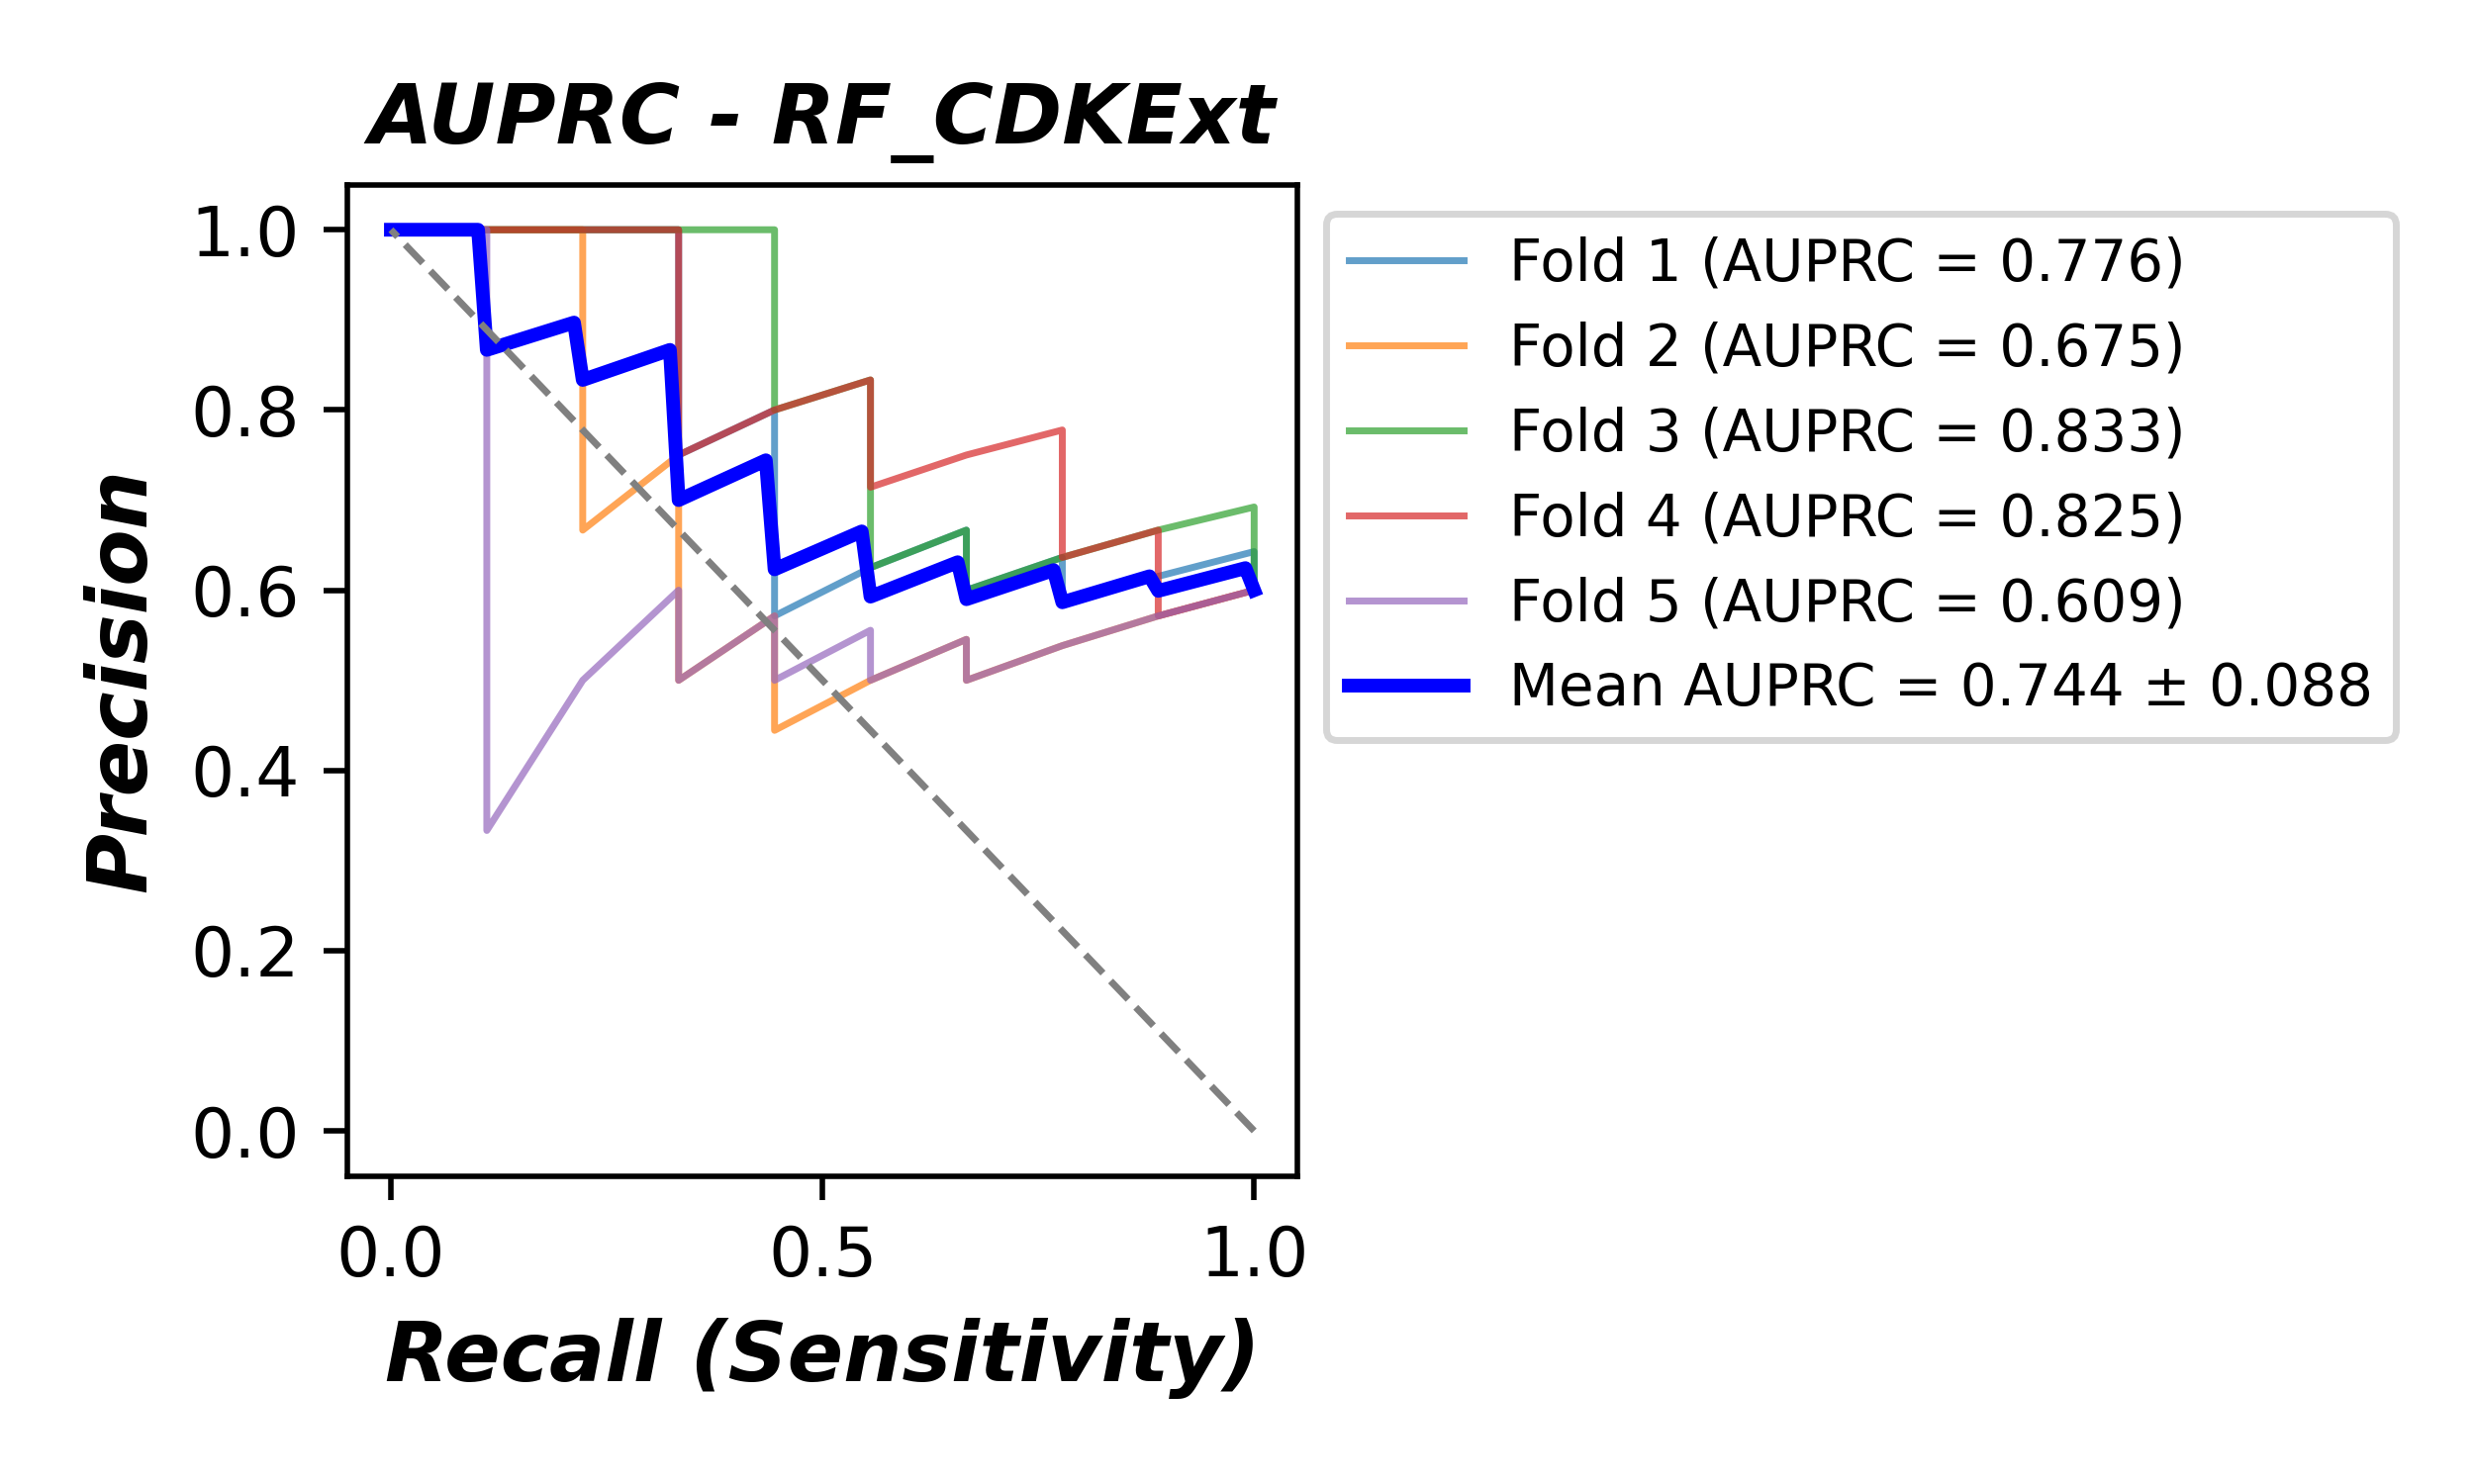 AUPRC - RF_CDKExt
Precision
1.0
0.8
0.6
0.4
0.2
0.0
0.0 0.5 1.0
Recall (Sensitivity)
Fold 1 (AUPRC = 0.776)
Fold 2 (AUPRC = 0.675)
Fold 3 (AUPRC = 0.833)
Fold 4 (AUPRC = 0.825)
Fold 5 (AUPRC = 0.609)
Mean AUPRC = 0.744 ± 0.088